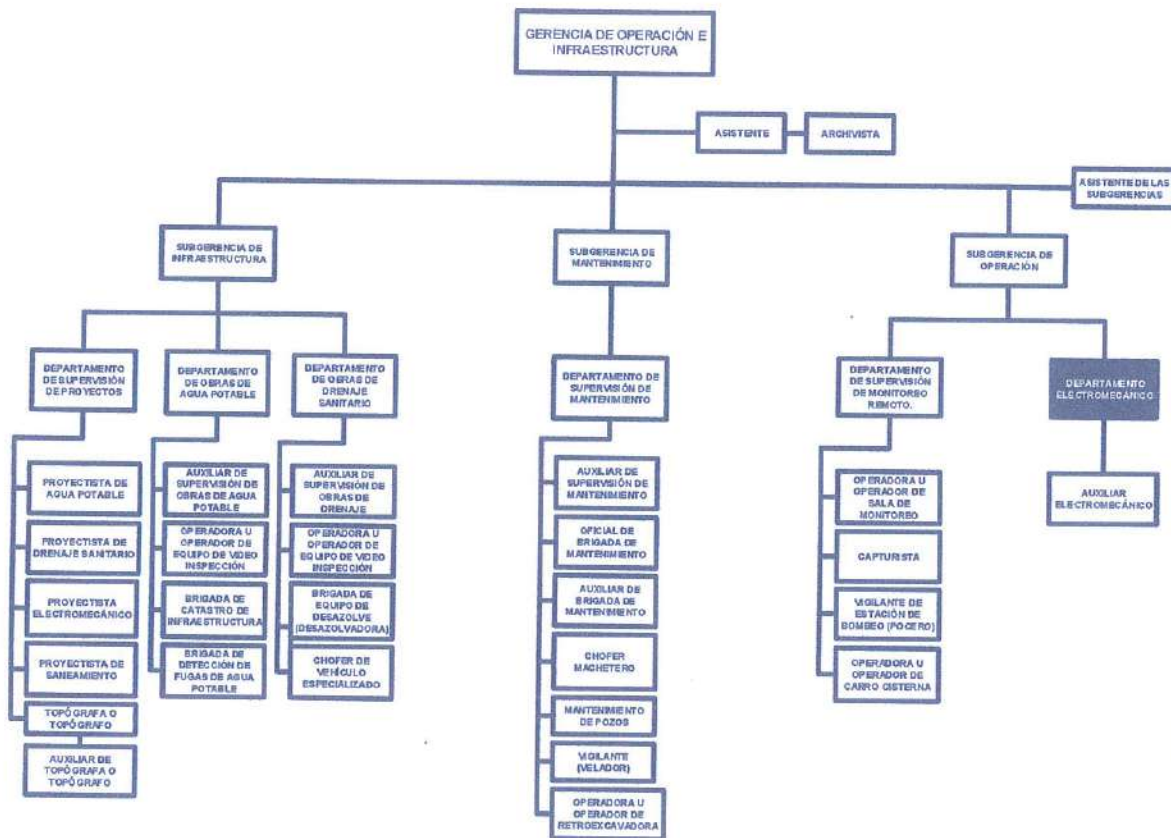 GERENCIA DE OPERACIÓN E
INFRAESTRUCTURA
ASISTENTE
ARCHIVISTA
ASISTENTE DE LAS
SUBGERENCIAS
SUBGERENCIA DE
INFRAESTRUCTURA
SUBGERENCIA DE
MANTENIMIENTO
SUBGERENCIA DE
OPERACIÓN
DEPARTAMENTO
DE SUPERVISIÓN
DE PROYECTOS
DEPARTAMENTO
DE OBRAS DE
AGUA POTABLE
DEPARTAMENTO
DE OBRAS DE
DRENAJE
SANITARIO
DEPARTAMENTO DE
SUPERVISIÓN DE
MANTENIMIENTO
DEPARTAMENTO
DE SUPERVISIÓN
DE MONITOREO
REMOTO.
DEPARTAMENTO
ELECTROMECÁNICO
PROYECTISTA DE
AGUA POTABLE
PROYECTISTA
DE DRENAJE SANITARIO
PROYECTISTA
ELECTROMECÁNICO
PROYECTISTA DE
SANEAMIENTO
TOPÓGRAFA O
TOPÓGRAFO
AUXILIAR DE
TOPÓGRAFA O
TOPÓGRAFO
AUXILIAR DE
SUPERVISIÓN DE
OBRAS DE AGUA
POTABLE
OPERADORA U
OPERADOR DE
EQUIPO DE VIDEO
INSPECCIÓN
BRIGADA DE
CATASTRO DE
INFRAESTRUCTURA
BRIGADA DE
DETECCIÓN DE
FUGAS DE AGUA
POTABLE
AUXILIAR DE
SUPERVISIÓN DE
OBRAS DE
DRENAJE
OPERADORA U
OPERADOR DE
EQUIPO DE VIDEO
INSPECCIÓN
BRIGADA DE
EQUIPO DE
DESAZOLVE
(DESAZOLVADORA)
CHOFER DE
VEHÍCULO
ESPECIALIZADO
AUXILIAR DE
SUPERVISIÓN DE
MANTENIMIENTO
OFICIAL DE
BRIGADA DE
MANTENIMIENTO
AUXILIAR DE
BRIGADA DE
MANTENIMIENTO
CHOFER
MACHETERO
MANTENIMIENTO
DE POZOS
VIGILANTE
(VELADOR)
OPERADORA U
OPERADOR DE
RETROEXCAVADORA
OPERADORA U
OPERADOR DE
SALA DE
MONITOREO
CAPTURISTA
VIGILANTE DE
ESTACIÓN DE
BOMBEO (POCERO)
OPERADORA U
OPERADOR DE
CARRO CISTERNA
AUXILIAR
ELECTROMECÁNICO